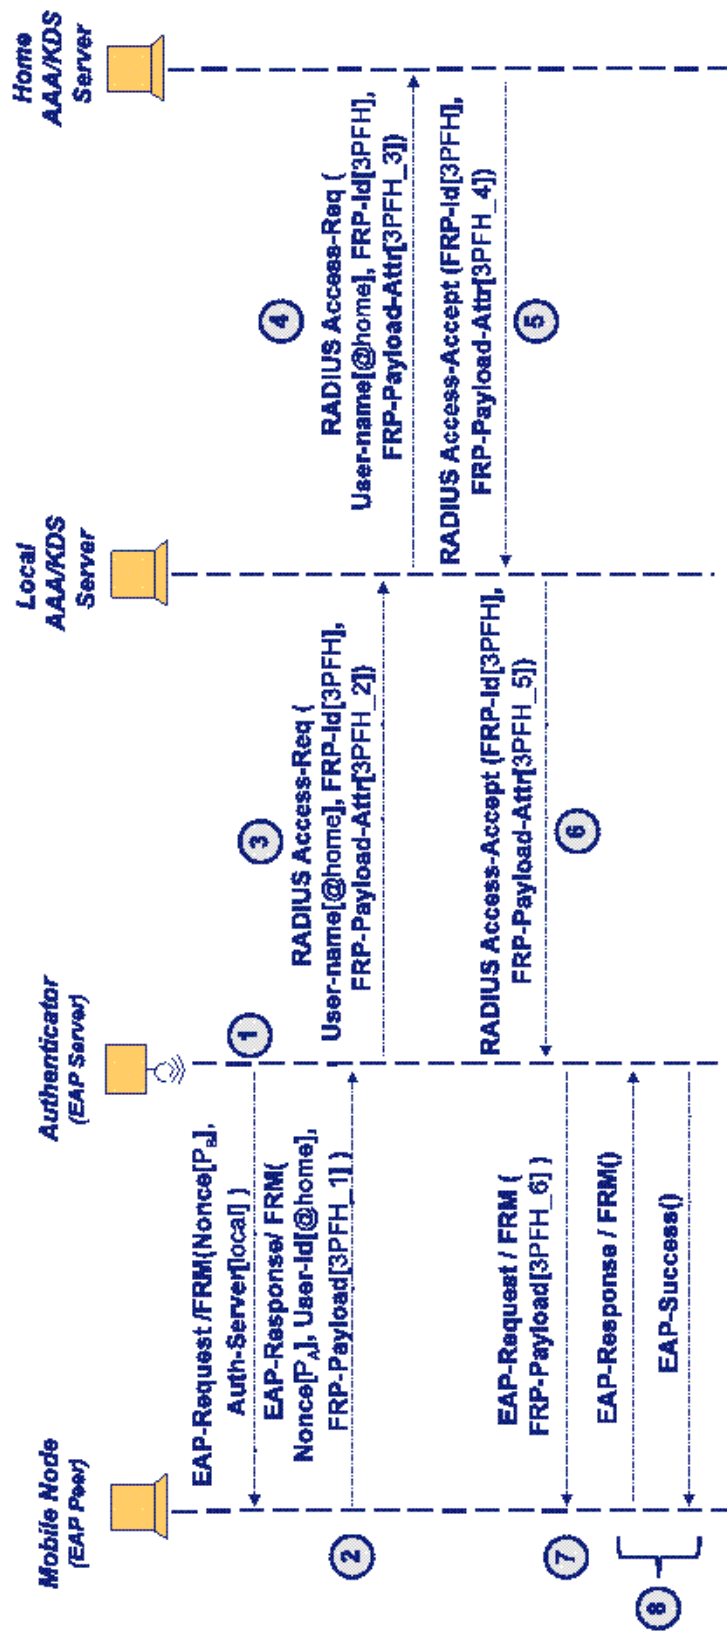 Mobile Node
(EAP Peer)
Authenticator
(EAP Server)
Local
AAA/KDS
Server
Home
AAA/KDS
Server
1
EAP-Request /FRM(Nonce[PB],
Auth-Server[local] )
2
EAP-Response/ FRM(
Nonce[PA], User-Id[@home],
FRP-Payload[3PFH_1] )
3
RADIUS Access-Req (
User-name[@home], FRP-Id[3PFH],
FRP-Payload-Attr[3PFH_2])
4
RADIUS Access-Req (
User-name[@home], FRP-Id[3PFH],
FRP-Payload-Attr[3PFH_3])
RADIUS Access-Accept (FRP-Id[3PFH],
FRP-Payload-Attr[3PFH_4])
5
RADIUS Access-Accept (FRP-Id[3PFH],
FRP-Payload-Attr[3PFH_5])
6
7
EAP-Request / FRM (
FRP-Payload[3PFH_6] )
EAP-Response / FRM()
8
EAP-Success()